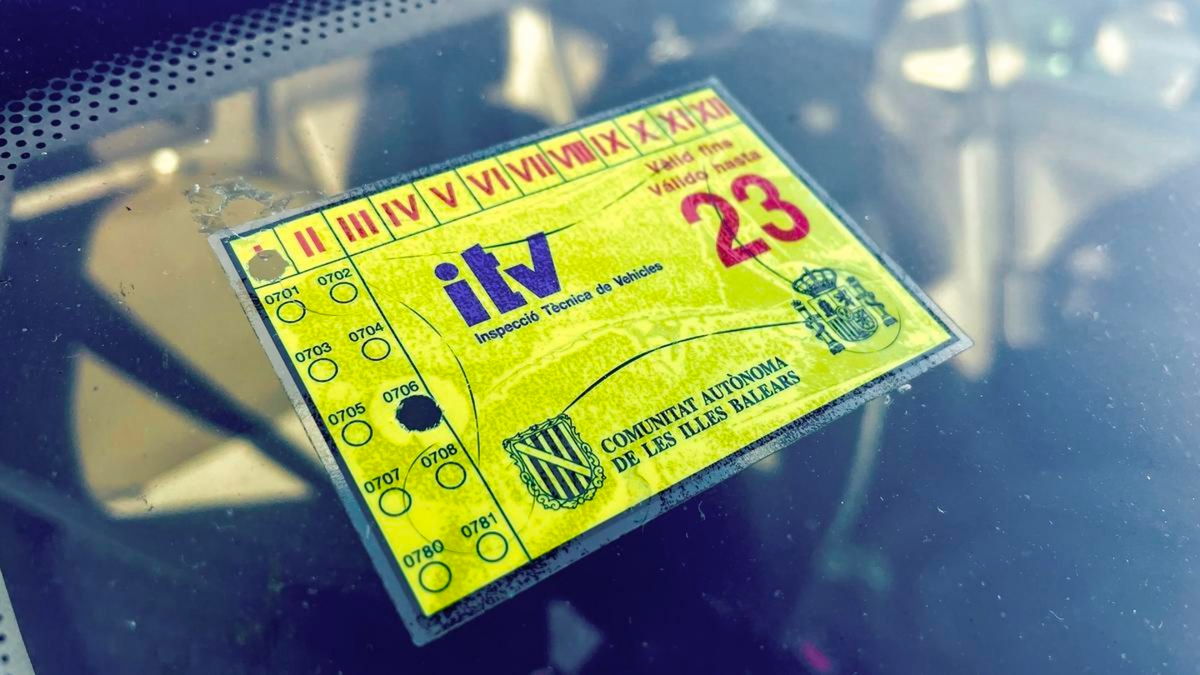 I II III IV V VI VII VIII IX X XI XII
Vàlid fins
Válido hasta
23
itv
Inspecció Tècnica de Vehicles
0701 0702
0703 0704
0705 0706
0707 0708
0780 0781
COMUNITAT AUTÒNOMA
DE LES ILLES BALEARS